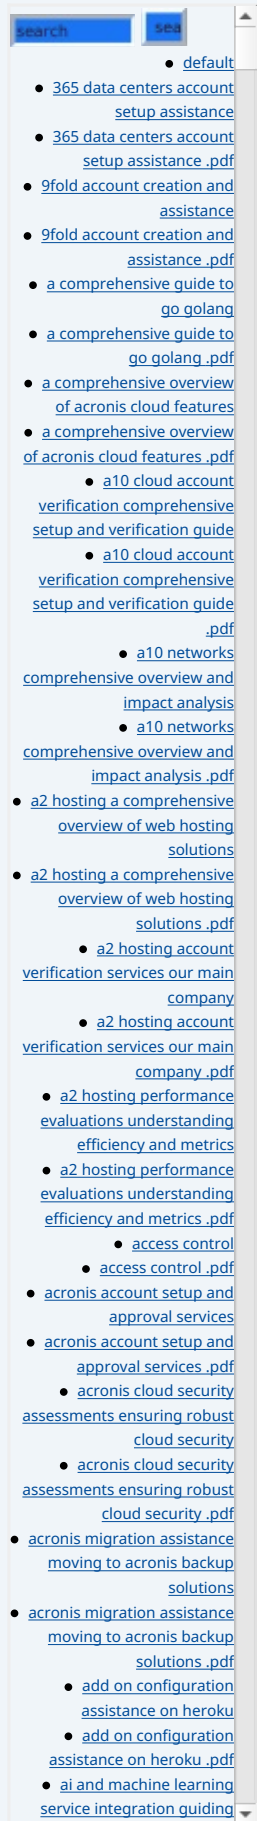 search sea
default
365 data centers account
setup assistance
365 data centers account
setup assistance .pdf
9fold account creation and
assistance
9fold account creation and
assistance .pdf
a comprehensive guide to
go golang
a comprehensive guide to
go golang .pdf
a comprehensive overview
of acronis cloud features
a comprehensive overview
of acronis cloud features .pdf
a10 cloud account
verification comprehensive
setup and verification guide
a10 cloud account
verification comprehensive
setup and verification guide
.pdf
a10 networks
comprehensive overview and
impact analysis
a10 networks
comprehensive overview and
impact analysis .pdf
a2 hosting a comprehensive
overview of web hosting
solutions
a2 hosting a comprehensive
overview of web hosting
solutions .pdf
a2 hosting account
verification services our main
company
a2 hosting account
verification services our main
company .pdf
a2 hosting performance
evaluations understanding
efficiency and metrics
a2 hosting performance
evaluations understanding
efficiency and metrics .pdf
access control
access control .pdf
acronis account setup and
approval services
acronis account setup and
approval services .pdf
acronis cloud security
assessments ensuring robust
cloud security
acronis cloud security
assessments ensuring robust
cloud security .pdf
acronis migration assistance
moving to acronis backup
solutions
acronis migration assistance
moving to acronis backup
solutions .pdf
add on configuration
assistance on heroku
add on configuration
assistance on heroku .pdf
ai and machine learning
service integration guiding